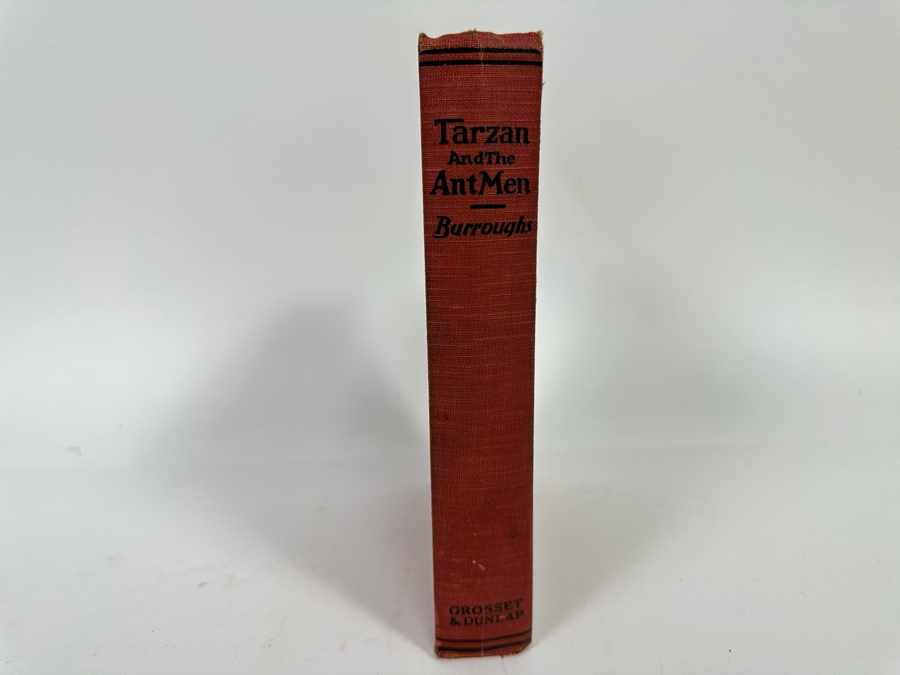 Tarzan
And The
Ant Men
Burroughs
GROSSET
& DUNLAP